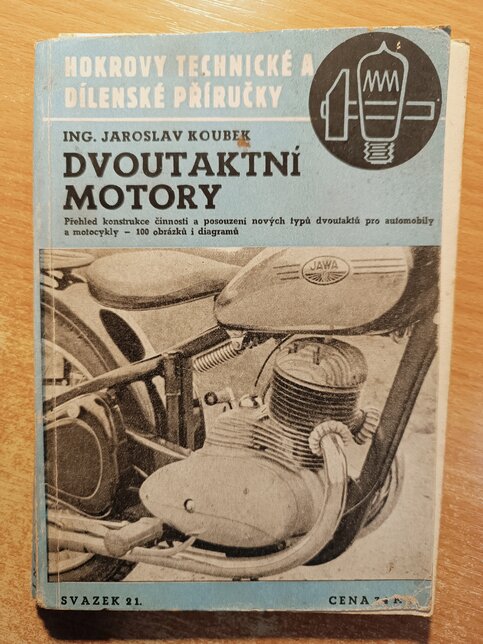 HOKROVY TECHNICKÉ A
DÍLENSKÉ PŘÍRUČKY
ING. JAROSLAV KOUBEK
DVOUTAKTNÍ
MOTORY
Přehled konstrukce činnosti a posouzení nových typů dvoutaktů pro automobily
a motocykly – 100 obrázků i diagramů
JAWA
SVAZEK 21.
CENA